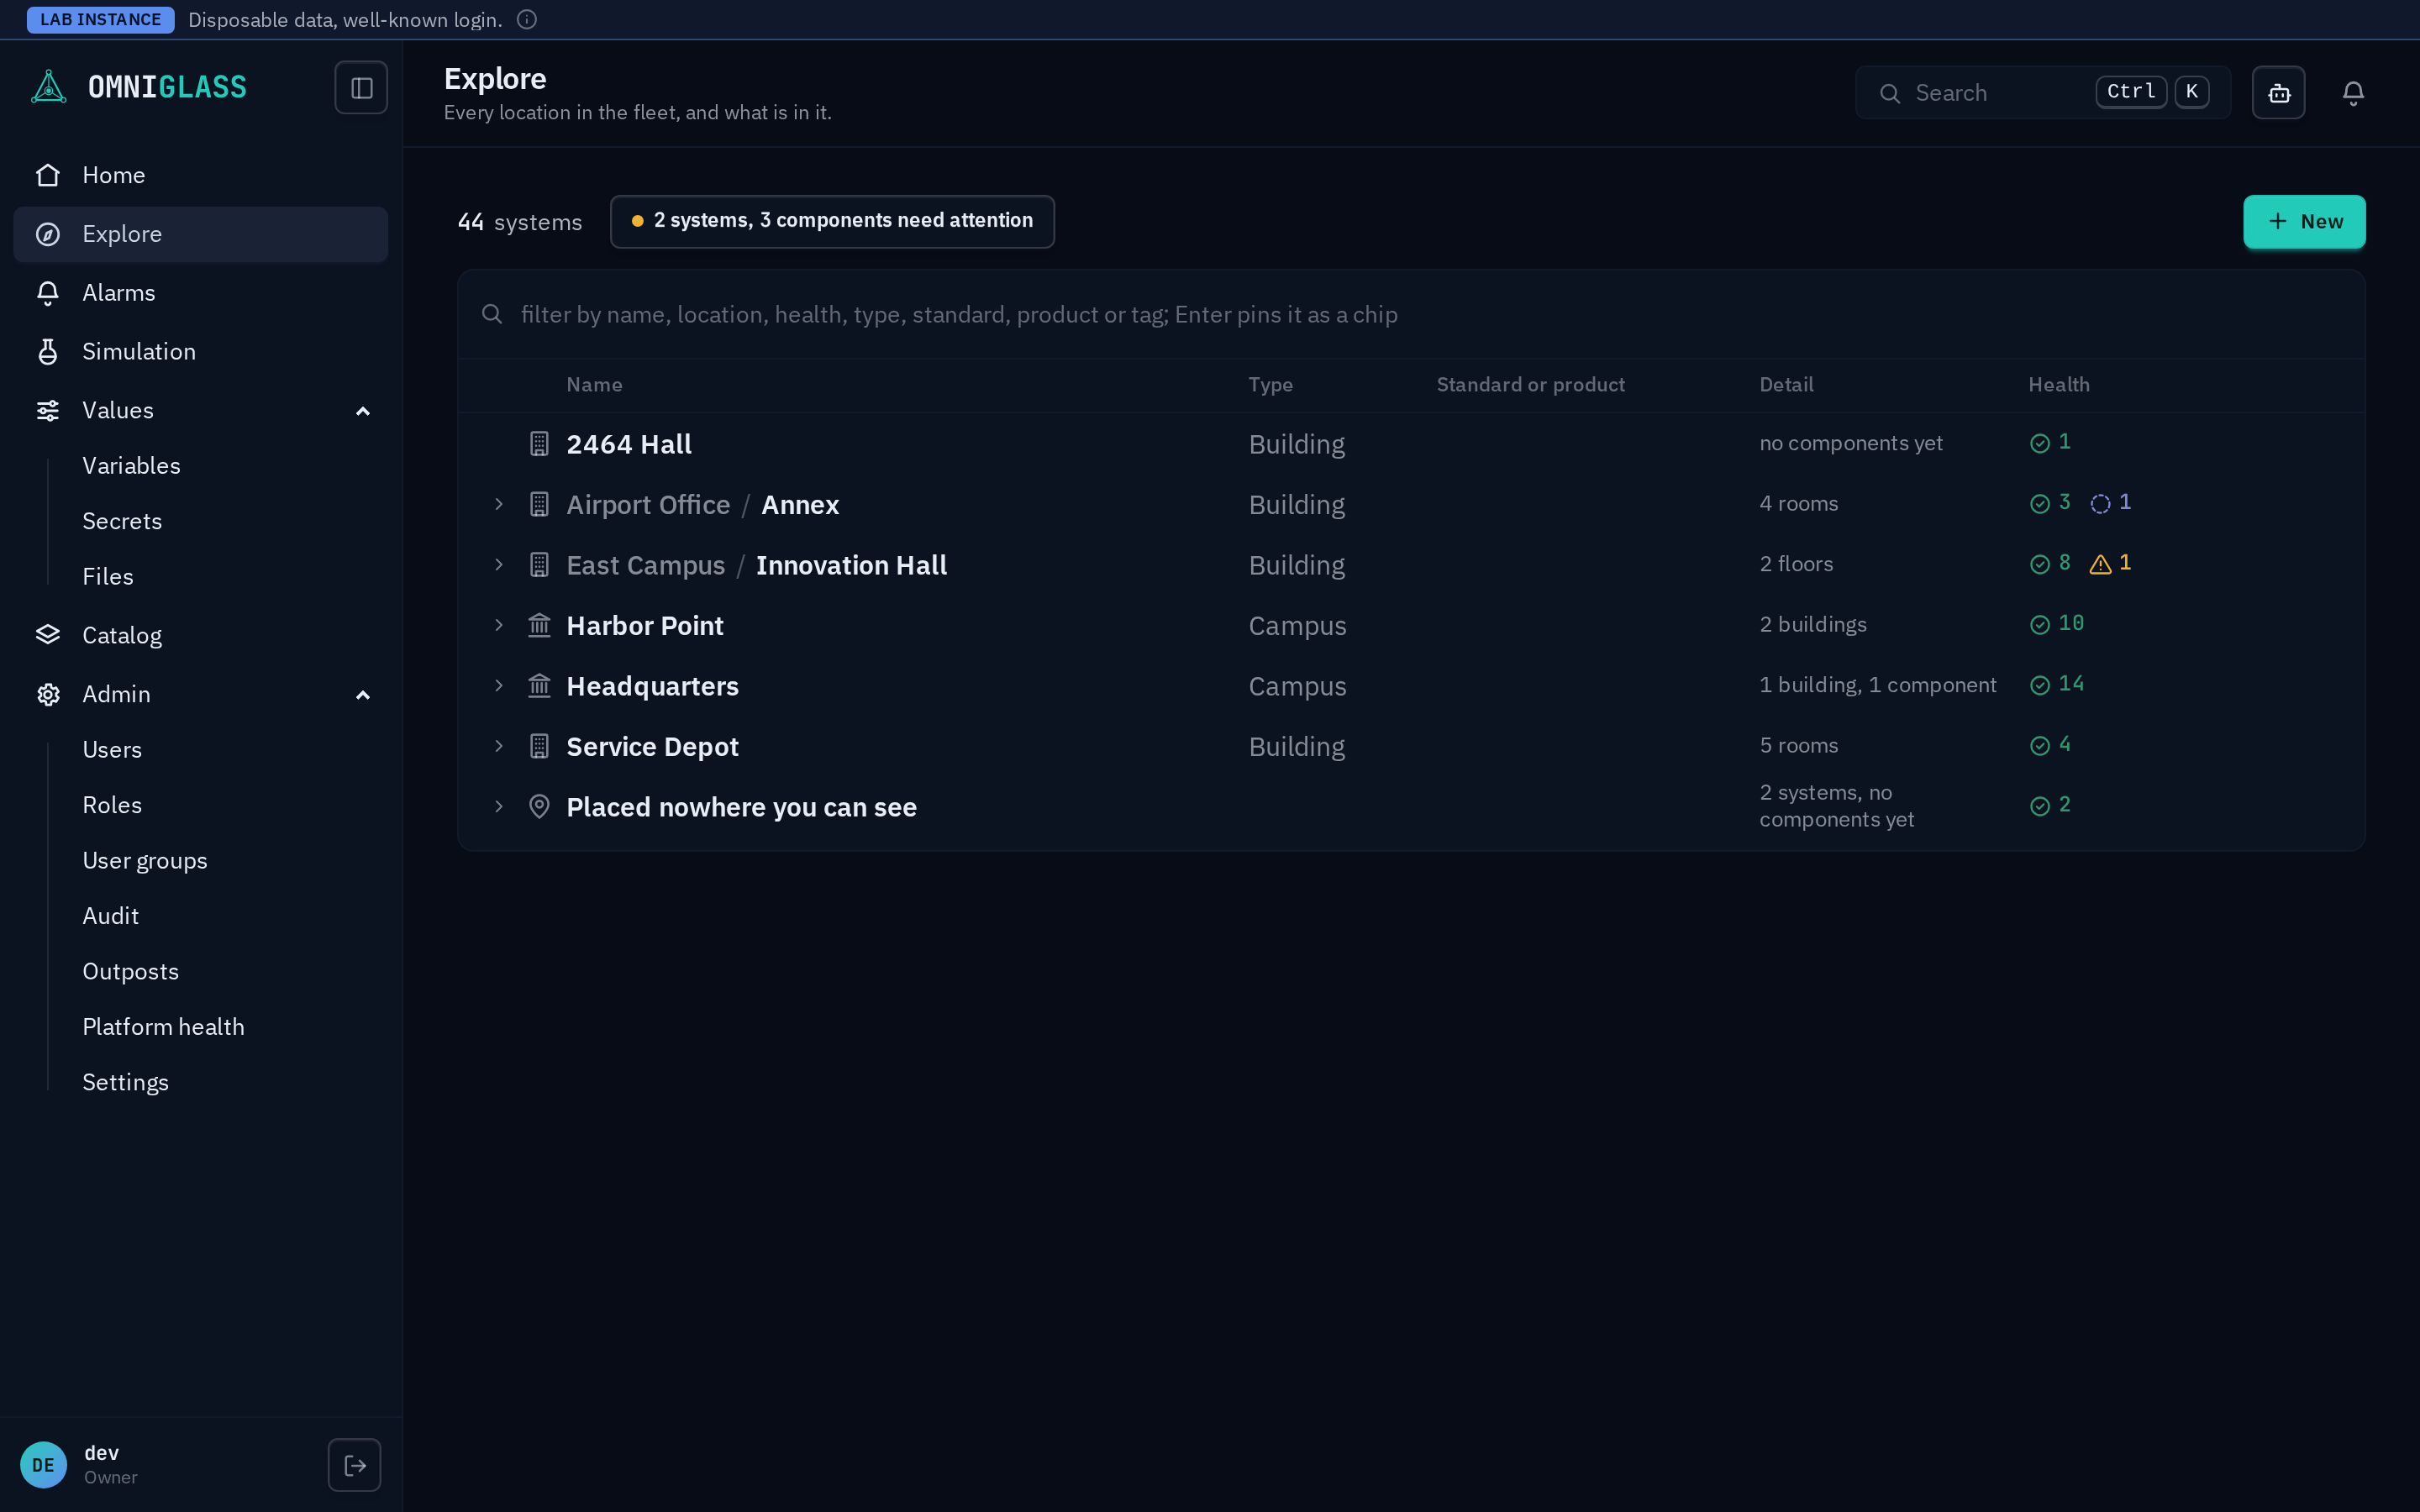 LAB INSTANCE Disposable data, well-known login.
OMNIGLASS
Home
Explore
Alarms
Simulation
Values
Variables
Secrets
Files
Catalog
Admin
Users
Roles
User groups
Audit
Outposts
Platform health
Settings
DE
dev
Owner
Explore
Every location in the fleet, and what is in it.
Search Ctrl K
44 systems 2 systems, 3 components need attention
New
filter by name, location, health, type, standard, product or tag; Enter pins it as a chip
Name Type Standard or product Detail Health
2464 Hall Building no components yet 1
Airport Office / Annex Building 4 rooms 3 1
East Campus / Innovation Hall Building 2 floors 8 1
Harbor Point Campus 2 buildings 10
Headquarters Campus 1 building, 1 component 14
Service Depot Building 5 rooms 4
Placed nowhere you can see 2 systems, no 2
components yet